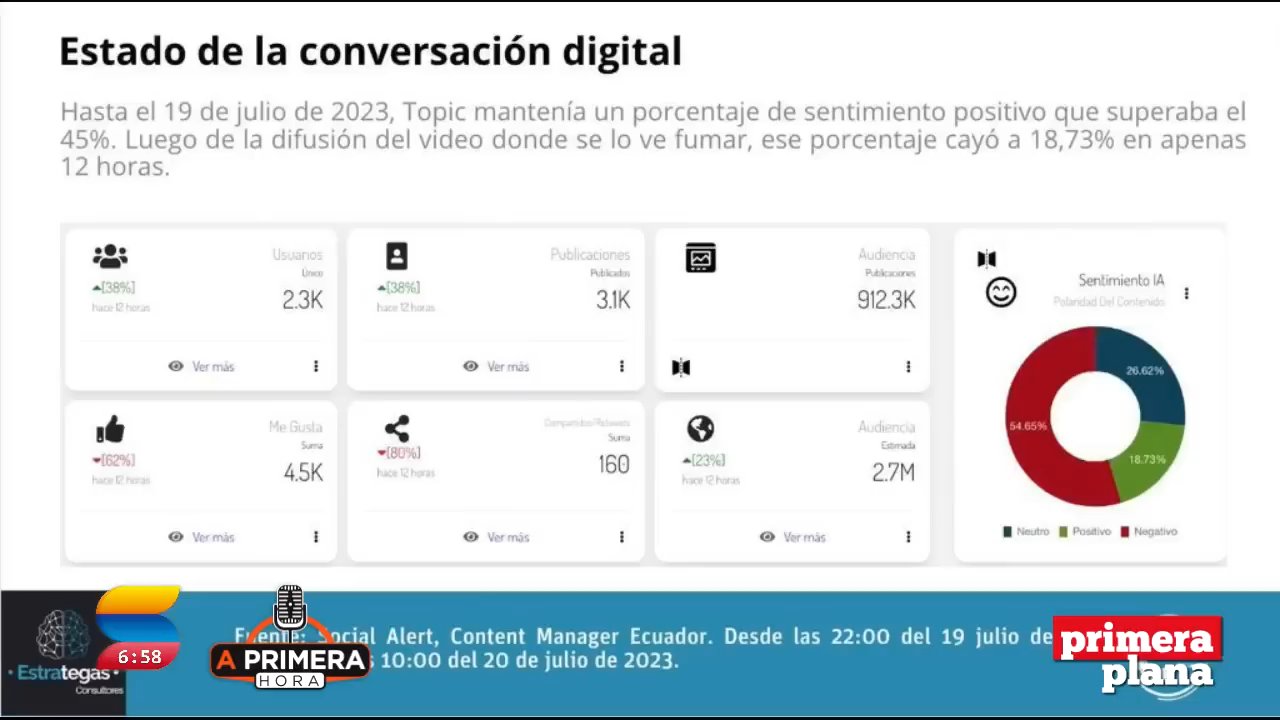 Estado de la conversación digital
Hasta el 19 de julio de 2023, Topic mantenía un porcentaje de sentimiento positivo que superaba el
45%. Luego de la difusión del video donde se lo ve fumar, ese porcentaje cayó a 18,73% en apenas
12 horas.
Usuarios
Único
[38%]
2.3K
hace 12 horas
Ver más
Publicaciones
Publicados
[38%]
3.1K
hace 12 horas
Ver más
Audiencia
Publicaciones
912.3K
Me Gusta
Suma
[62%]
4.5K
hace 12 horas
Ver más
Compartidos/Retweets
Suma
[80%]
160
hace 12 horas
Ver más
Audiencia
Estimada
[23%]
2.7M
hace 12 horas
Ver más
Sentimiento IA
Polaridad Del Contenido
26.62%
54.65%
18.73%
Neutro Positivo Negativo
Fuente: Social Alert, Content Manager Ecuador. Desde las 22:00 del 19 julio de
s 10:00 del 20 de julio de 2023.
Estrategas
Consultores
6:58
A PRIMERA
HORA
primera
plana